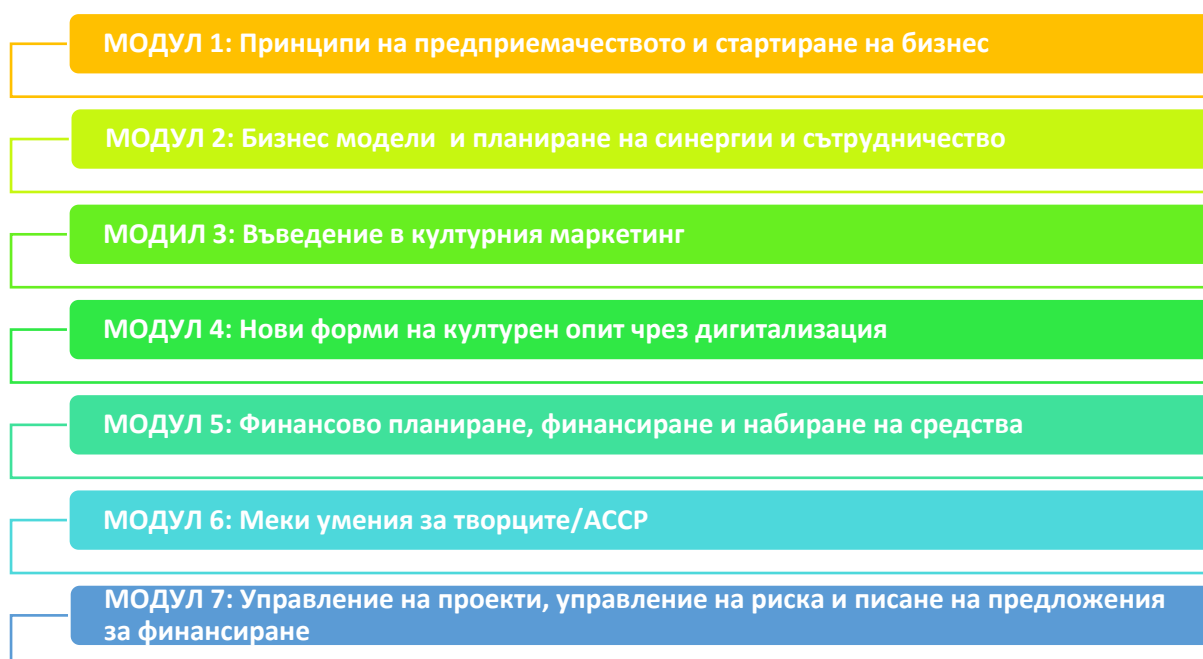 МОДУЛ 1: Принципи на предприемачеството и стартиране на бизнес
МОДУЛ 2: Бизнес модели  и планиране на синергии и сътрудничество
МОДИЛ 3: Въведение в културния маркетинг
МОДУЛ 4: Нови форми на културен опит чрез дигитализация
МОДУЛ 5: Финансово планиране, финансиране и набиране на средства
МОДУЛ 6: Меки умения за творците/АССР
МОДУЛ 7: Управление на проекти, управление на риска и писане на предложения
за финансиране